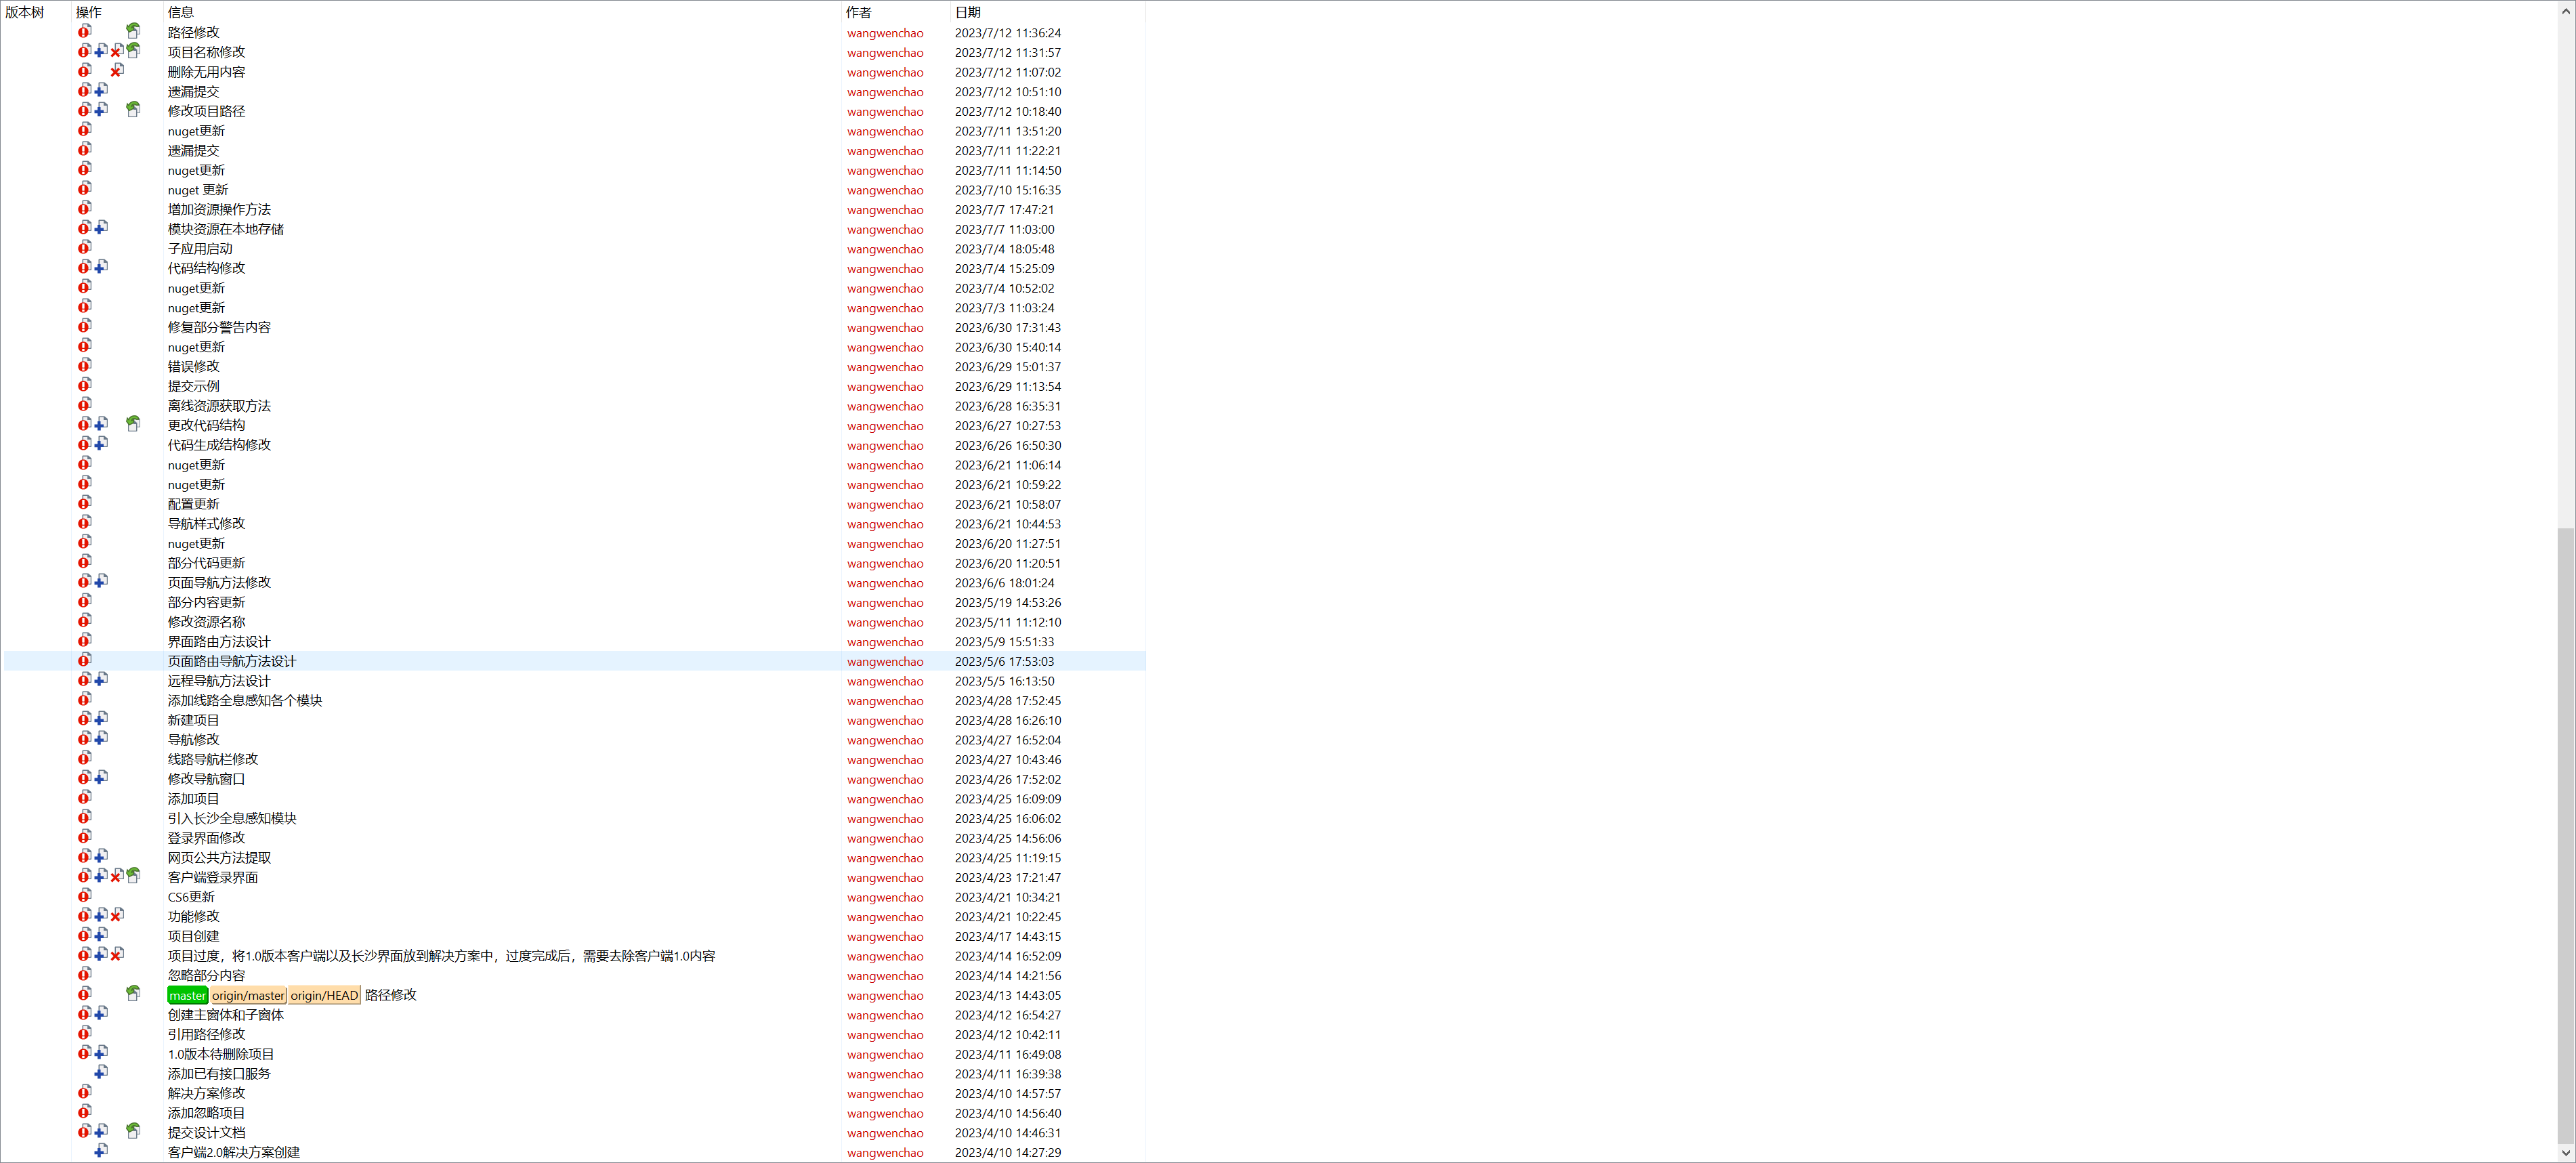 版本树 操作 信息 作者 日期
路径修改 wangwenchao 2023/7/12 11:36:24
项目名称修改 wangwenchao 2023/7/12 11:31:57
删除无用内容 wangwenchao 2023/7/12 11:07:02
遗漏提交 wangwenchao 2023/7/12 10:51:10
修改项目路径 wangwenchao 2023/7/12 10:18:40
nuget更新 wangwenchao 2023/7/11 13:51:20
遗漏提交 wangwenchao 2023/7/11 11:22:21
nuget更新 wangwenchao 2023/7/11 11:14:50
nuget 更新 wangwenchao 2023/7/10 15:16:35
增加资源操作方法 wangwenchao 2023/7/7 17:47:21
模块资源在本地存储 wangwenchao 2023/7/7 11:03:00
子应用启动 wangwenchao 2023/7/4 18:05:48
代码结构修改 wangwenchao 2023/7/4 15:25:09
nuget更新 wangwenchao 2023/7/4 10:52:02
nuget更新 wangwenchao 2023/7/3 11:03:24
修复部分警告内容 wangwenchao 2023/6/30 17:31:43
nuget更新 wangwenchao 2023/6/30 15:40:14
错误修改 wangwenchao 2023/6/29 15:01:37
提交示例 wangwenchao 2023/6/29 11:13:54
离线资源获取方法 wangwenchao 2023/6/28 16:35:31
更改代码结构 wangwenchao 2023/6/27 10:27:53
代码生成结构修改 wangwenchao 2023/6/26 16:50:30
nuget更新 wangwenchao 2023/6/21 11:06:14
nuget更新 wangwenchao 2023/6/21 10:59:22
配置更新 wangwenchao 2023/6/21 10:58:07
导航样式修改 wangwenchao 2023/6/21 10:44:53
nuget更新 wangwenchao 2023/6/20 11:27:51
部分代码更新 wangwenchao 2023/6/20 11:20:51
页面导航方法修改 wangwenchao 2023/6/6 18:01:24
部分内容更新 wangwenchao 2023/5/19 14:53:26
修改资源名称 wangwenchao 2023/5/11 11:12:10
界面路由方法设计 wangwenchao 2023/5/9 15:51:33
页面路由导航方法设计 wangwenchao 2023/5/6 17:53:03
远程导航方法设计 wangwenchao 2023/5/5 16:13:50
添加线路全息感知各个模块 wangwenchao 2023/4/28 17:52:45
新建项目 wangwenchao 2023/4/28 16:26:10
导航修改 wangwenchao 2023/4/27 16:52:04
线路导航栏修改 wangwenchao 2023/4/27 10:43:46
修改导航窗口 wangwenchao 2023/4/26 17:52:02
添加项目 wangwenchao 2023/4/25 16:09:09
引入长沙全息感知模块 wangwenchao 2023/4/25 16:06:02
登录界面修改 wangwenchao 2023/4/25 14:56:06
网页公共方法提取 wangwenchao 2023/4/25 11:19:15
客户端登录界面 wangwenchao 2023/4/23 17:21:47
CS6更新 wangwenchao 2023/4/21 10:34:21
功能修改 wangwenchao 2023/4/21 10:22:45
项目创建 wangwenchao 2023/4/17 14:43:15
项目过度，将1.0版本客户端以及长沙界面放到解决方案中，过度完成后，需要去除客户端1.0内容 wangwenchao 2023/4/14 16:52:09
忽略部分内容 wangwenchao 2023/4/14 14:21:56
master origin/master origin/HEAD 路径修改 wangwenchao 2023/4/13 14:43:05
创建主窗体和子窗体 wangwenchao 2023/4/12 16:54:27
引用路径修改 wangwenchao 2023/4/12 10:42:11
1.0版本待删除项目 wangwenchao 2023/4/11 16:49:08
添加已有接口服务 wangwenchao 2023/4/11 16:39:38
解决方案修改 wangwenchao 2023/4/10 14:57:57
添加忽略项目 wangwenchao 2023/4/10 14:56:40
提交设计文档 wangwenchao 2023/4/10 14:46:31
客户端2.0解决方案创建 wangwenchao 2023/4/10 14:27:29